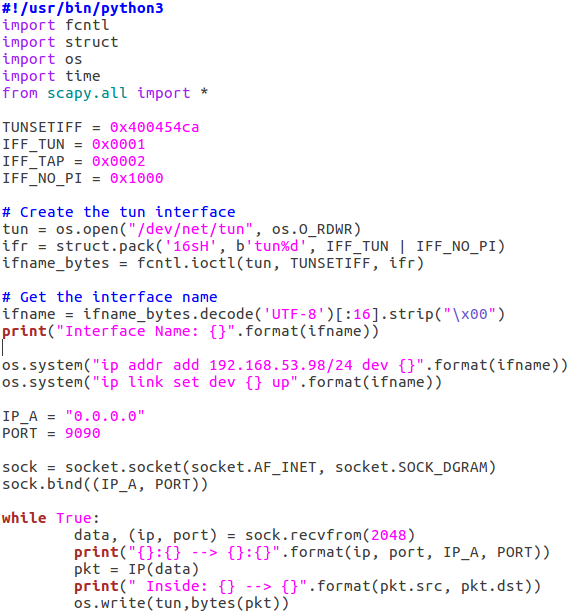 #!/usr/bin/python3
import fcntl
import struct
import os
import time
from scapy.all import *

TUNSETIFF = 0x400454ca
IFF_TUN = 0x0001
IFF_TAP = 0x0002
IFF_NO_PI = 0x1000

# Create the tun interface
tun = os.open("/dev/net/tun", os.O_RDWR)
ifr = struct.pack('16sH', b'tun%d', IFF_TUN | IFF_NO_PI)
ifname_bytes = fcntl.ioctl(tun, TUNSETIFF, ifr)

# Get the interface name
ifname = ifname_bytes.decode('UTF-8')[:16].strip("\x00")
print("Interface Name: {}".format(ifname))

os.system("ip addr add 192.168.53.98/24 dev {}".format(ifname))
os.system("ip link set dev {} up".format(ifname))

IP_A = "0.0.0.0"
PORT = 9090

sock = socket.socket(socket.AF_INET, socket.SOCK_DGRAM)
sock.bind((IP_A, PORT))

while True:
        data, (ip, port) = sock.recvfrom(2048)
        print("{}:{} --> {}:{}".format(ip, port, IP_A, PORT))
        pkt = IP(data)
        print(" Inside: {} --> {}".format(pkt.src, pkt.dst))
        os.write(tun,bytes(pkt))